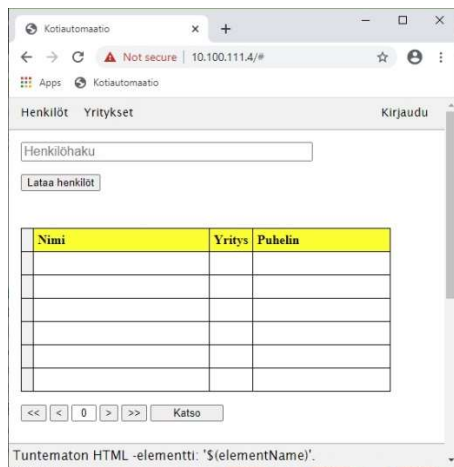 Kotiautomaatio
Not secure 10.100.111.4/#
Apps Kotiautomaatio
Henkilöt Yritykset Kirjaudu
Henkilöhaku
Lataa henkilöt
Nimi Yritys Puhelin
<< < 0 > >> Katso
Tuntematon HTML -elementti: '$(elementName)'.